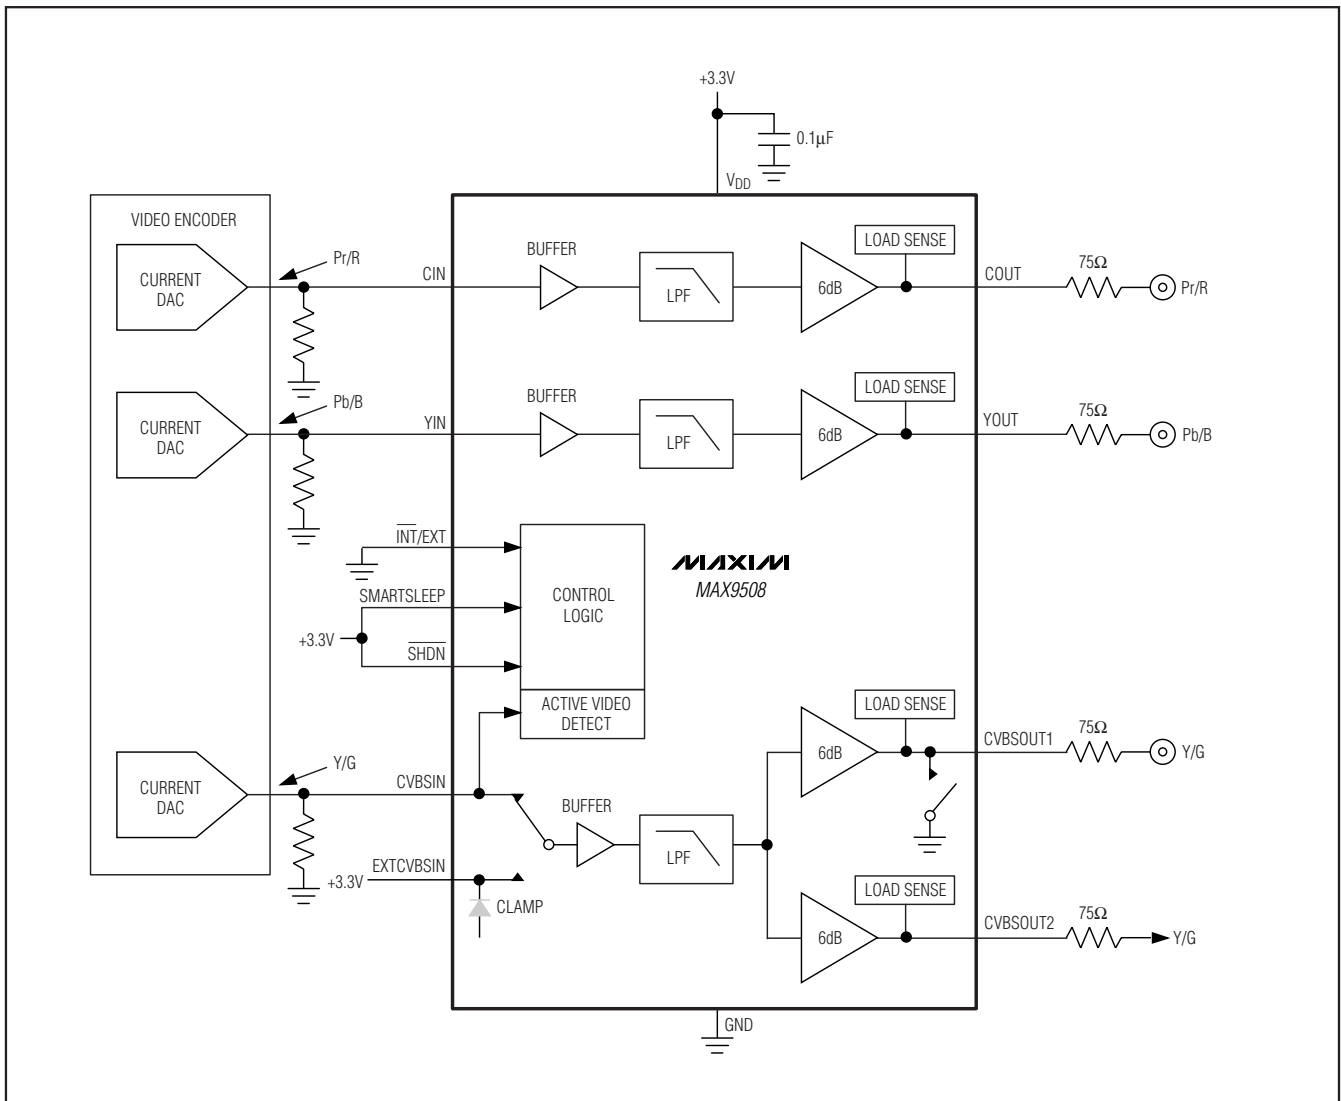 +3.3V
0.1µF
VDD
VIDEO ENCODER
CURRENT
DAC
Pr/R
CIN
BUFFER
LPF
6dB
LOAD SENSE
COUT
75Ω
Pr/R
CURRENT
DAC
Pb/B
YIN
BUFFER
LPF
6dB
LOAD SENSE
YOUT
75Ω
Pb/B
INT/EXT
SMARTSLEEP
+3.3V
SHDN
CONTROL
LOGIC
ACTIVE VIDEO
DETECT
MAXIM
MAX9508
CURRENT
DAC
Y/G
CVBSIN
EXTCVBSIN
+3.3V
CLAMP
BUFFER
LPF
6dB
LOAD SENSE
CVBSOUT1
75Ω
Y/G
6dB
LOAD SENSE
CVBSOUT2
75Ω
Y/G
GND